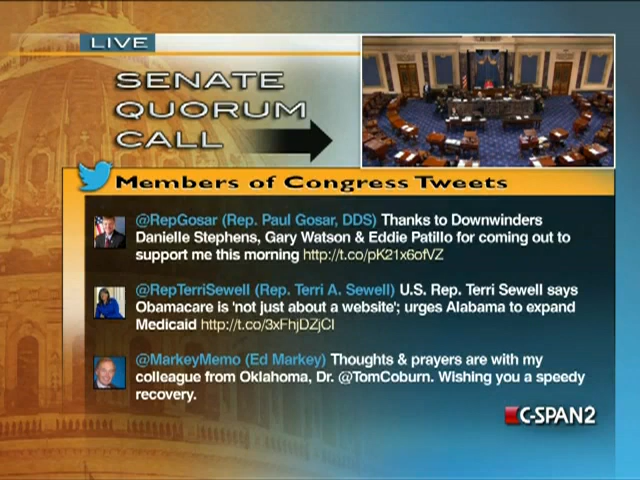 LIVE
SENATE
QUORUM
CALL
Members of Congress Tweets
@RepGosar (Rep. Paul Gosar, DDS) Thanks to Downwinders
Danielle Stephens, Gary Watson & Eddie Patillo for coming out to
support me this morning http://t.co/pK21x6ofVZ
@RepTerriSewell (Rep. Terri A. Sewell) U.S. Rep. Terri Sewell says
Obamacare is 'not just about a website'; urges Alabama to expand
Medicaid http://t.co/3xFhjDZjCI
@MarkeyMemo (Ed Markey) Thoughts & prayers are with my
colleague from Oklahoma, Dr. @TomCoburn. Wishing you a speedy
recovery.
C-SPAN2